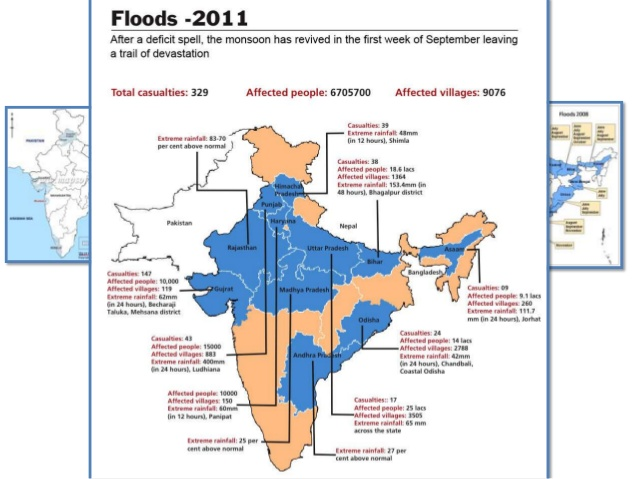 Floods -2011
After a deficit spell, the monsoon has revived in the first week of September leaving
a trail of devastation
Total casualties: 329
Affected people: 6705700
Affected villages: 9076
Extreme rainfall: 83-70
per cent above normal
Casualties: 39
Extreme rainfall: 48mm
(in 12 hours), Shimla
Casualties: 38
Affected people: 18.6 lacs
Affected villages: 1364
Extreme rainfall: 153.4mm (in
48 hours), Bhagalpur district
Himachal
Pradesh
Punjab
Haryana
Pakistan
Nepal
Rajasthan
Uttar Pradesh
Bihar
Assam
Bangladesh
Gujrat
Madhya Pradesh
Odisha
Andhra Pradesh
Casualties: 147
Affected people: 10,000
Affected villages: 119
Extreme rainfall: 62mm
(in 24 hours), Becharaji
Taluka, Mehsana district
Casualties: 09
Affected people: 9.1 lacs
Affected villages: 260
Extreme rainfall: 111.7
mm (in 24 hours), Jorhat
Casualties: 43
Affected people: 15000
Affected villages: 883
Extreme rainfall: 400mm
(in 24 hours), Ludhiana
Casualties: 24
Affected people: 14 lacs
Affected villages: 2788
Extreme rainfall: 42mm
(in 24 hours), Chandbali,
Coastal Odisha
Affected people: 10000
Affected villages: 150
Extreme rainfall: 60mm
(in 12 hours), Panipat
Casualties:: 17
Affected people: 25 lacs
Affected villages: 3505
Extreme rainfall: 65 mm
across the state
Extreme rainfall: 25 per
cent above normal
Extreme rainfall: 27 per
cent above normal
Floods 2008